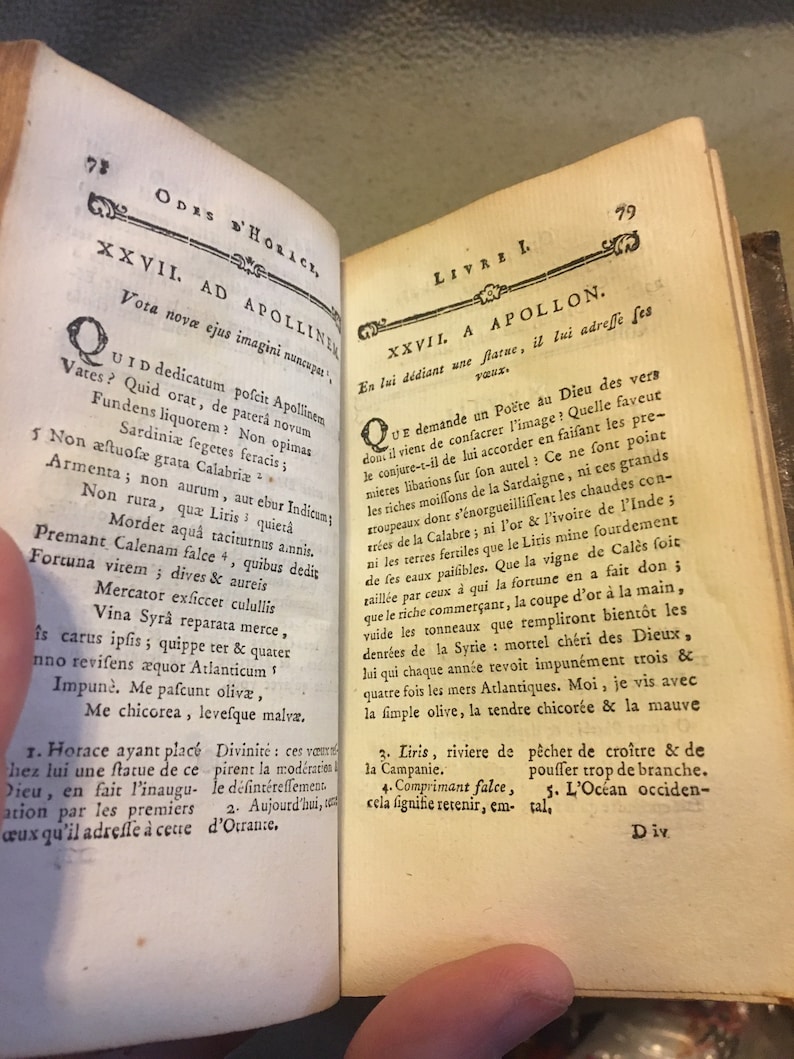 78
ODES D'HORACE,
XXVII. AD APOLLINEM
Vota novæ ejus imagini nuncupat 1.
QUID dedicatum poſcit Apollinem
Vates? Quid orat, de paterâ novum
Fundens liquorem? Non opimas
Sardiniæ ſegetes feracis;
5 Non æſtuoſæ grata Calabriæ 2
Armenta; non aurum, aut ebur Indicum;
Non rura, quæ Liris 3 quietâ
Mordet aquâ taciturnus amnis.
Premant Calenam falce 4, quibus dedit
Fortuna vitem; dives & aureis
Mercator exſiccet culullis
Vina Syrâ reparata merce,
îs carus ipſis; quippe ter & quater
nno reviſens æquor Atlanticum 5
Impunè. Me paſcunt olivæ,
Me chicorea, leveſque malvæ.
1. Horace ayant placé
hez lui une ſtatue de ce
Dieu, en fait l'inaugu-
ation par les premiers
œux qu'il adreſſe à cette
Divinité: ces vœux reſ-
pirent la modération &
le déſintéreſſement.
2. Aujourd'hui, terre
d'Otrante.
79
LIVRE I.
XXVII. A APOLLON.
En lui dédiant une ſtatue, il lui adreſſe ſes
vœux.
QUE demande un Poëte au Dieu des vers
dont il vient de conſacrer l'image? Quelle faveur
le conjure-t-il de lui accorder en faiſant les pre-
mieres libations ſur ſon autel? Ce ne ſont point
les riches moiſſons de la Sardaigne, ni ces grands
troupeaux dont s'énorgueilliſſent les chaudes con-
trées de la Calabre; ni l'or & l'ivoire de l'Inde;
ni les terres fertiles que le Liris mine ſourdement
de ſes eaux paiſibles. Que la vigne de Calès ſoit
taillée par ceux à qui la fortune en a fait don;
que le riche commerçant, la coupe d'or à la main,
vuide les tonneaux que rempliront bientôt les
denrées de la Syrie: mortel chéri des Dieux,
lui qui chaque année revoit impunément trois &
quatre fois les mers Atlantiques. Moi, je vis avec
la ſimple olive, la tendre chicorée & la mauve
3. Liris, riviere de
la Campanie.
4. Comprimant falce,
cela ſignifie retenir, em-
pêcher de croître & de
pouſſer trop de branche.
5. L'Océan occiden-
tal.
D iv